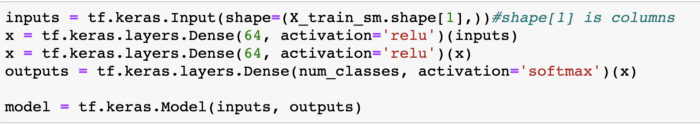 inputs = tf.keras.Input(shape=(X_train_sm.shape[1],))#shape[1] is columns
x = tf.keras.layers.Dense(64, activation='relu')(inputs)
x = tf.keras.layers.Dense(64, activation='relu')(x)
outputs = tf.keras.layers.Dense(num_classes, activation='softmax')(x)
model = tf.keras.Model(inputs, outputs)